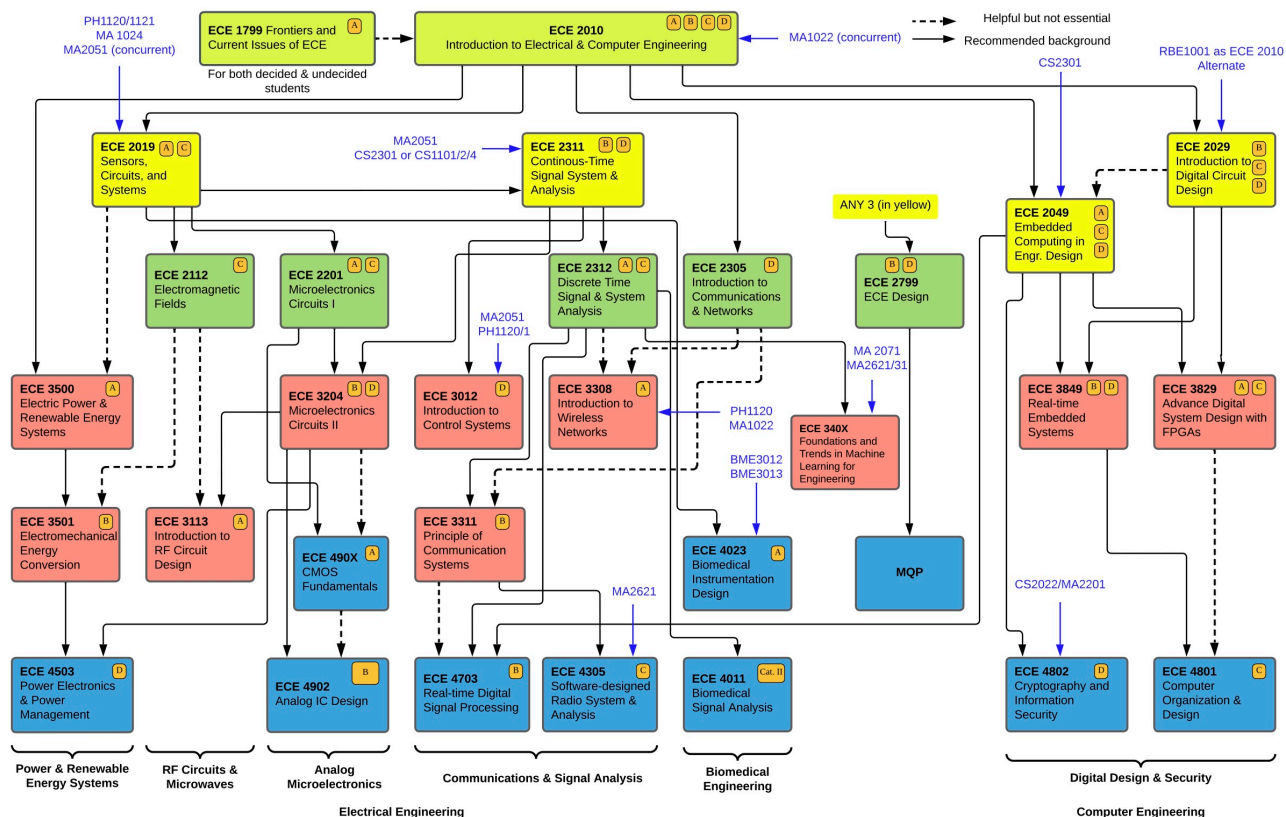 PH1120/1121
MA 1024
MA2051 (concurrent)
ECE 1799 Frontiers and
Current Issues of ECE
A
For both decided & undecided
students
ECE 2010
Introduction to Electrical & Computer Engineering
A B C D
MA1022 (concurrent)
Helpful but not essential
Recommended background
CS2301
RBE1001 as ECE 2010
Alternate
ECE 2019
Sensors,
Circuits, and
Systems
A C
MA2051
CS2301 or CS1101/2/4
ECE 2311
Continous-Time
Signal System &
Analysis
B D
ECE 2029
Introduction to
Digital Circuit
Design
B
C
D
ANY 3 (in yellow)
ECE 2049
Embedded
Computing in
Engr. Design
A
C
D
ECE 2112
Electromagnetic
Fields
C
ECE 2201
Microelectronics
Circuits I
A C
ECE 2312
Discrete Time
Signal & System
Analysis
A C
ECE 2305
Introduction to
Communications
& Networks
D
B D
ECE 2799
ECE Design
MA2051
PH1120/1
MA 2071
MA2621/31
ECE 3500
Electric Power &
Renewable Energy
Systems
A
ECE 3204
Microelectronics
Circuits II
B D
ECE 3012
Introduction to
Control Systems
D
ECE 3308
Introduction to
Wireless
Networks
A
PH1120
MA1022
ECE 340X
Foundations and
Trends in Machine
Learning for
Engineering
ECE 3849
Real-time
Embedded
Systems
B D
ECE 3829
Advance Digital
System Design with
FPGAs
A C
BME3012
BME3013
ECE 3501
Electromechanical
Energy
Conversion
B
ECE 3113
Introduction to
RF Circuit
Design
A
ECE 490X
CMOS
Fundamentals
A
ECE 3311
Principle of
Communication
Systems
B
ECE 4023
Biomedical
Instrumentation
Design
A
MQP
MA2621
CS2022/MA2201
ECE 4503
Power Electronics
& Power
Management
D
ECE 4902
Analog IC Design
B
ECE 4703
Real-time Digital
Signal Processing
B
ECE 4305
Software-designed
Radio System &
Analysis
C
ECE 4011
Biomedical
Signal Analysis
Cat. II
ECE 4802
Cryptography and
Information
Security
D
ECE 4801
Computer
Organization &
Design
C
Power & Renewable
Energy Systems
RF Circuits &
Microwaves
Analog
Microelectronics
Communications & Signal Analysis
Biomedical
Engineering
Digital Design & Security
Electrical Engineering
Computer Engineering